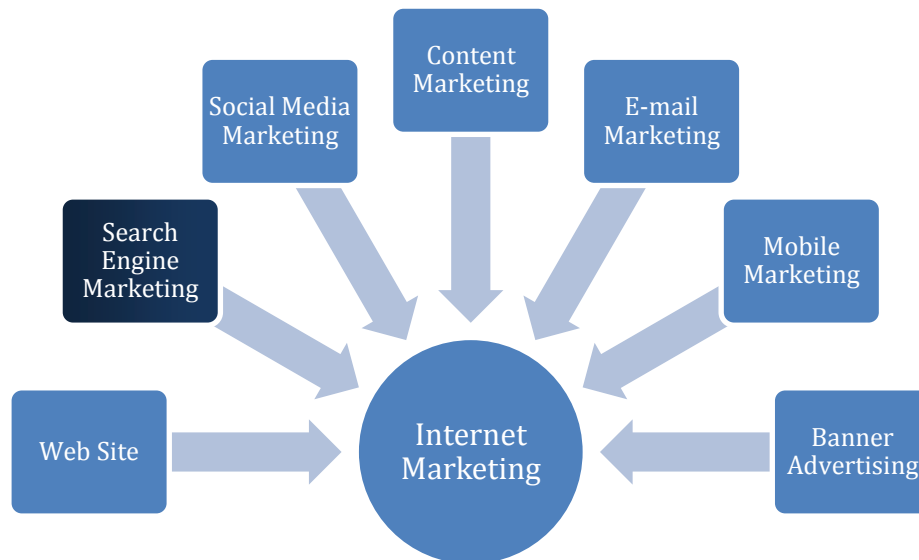 Content
Marketing
Social Media
Marketing
E-mail
Marketing
Search
Engine
Marketing
Mobile
Marketing
Web Site
Internet
Marketing
Banner
Advertising